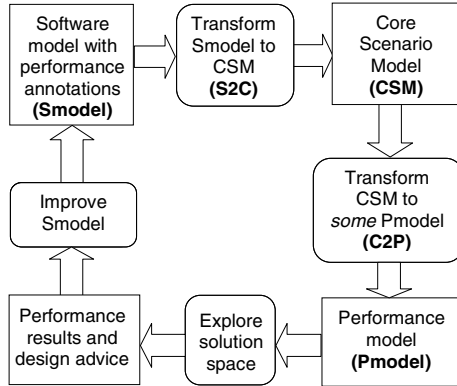 Software
model with
performance
annotations
(Smodel)
Transform
Smodel to
CSM
(S2C)
Core
Scenario
Model
(CSM)
Transform
CSM to
some Pmodel
(C2P)
Performance
model
(Pmodel)
Explore
solution
space
Performance
results and
design advice
Improve
Smodel